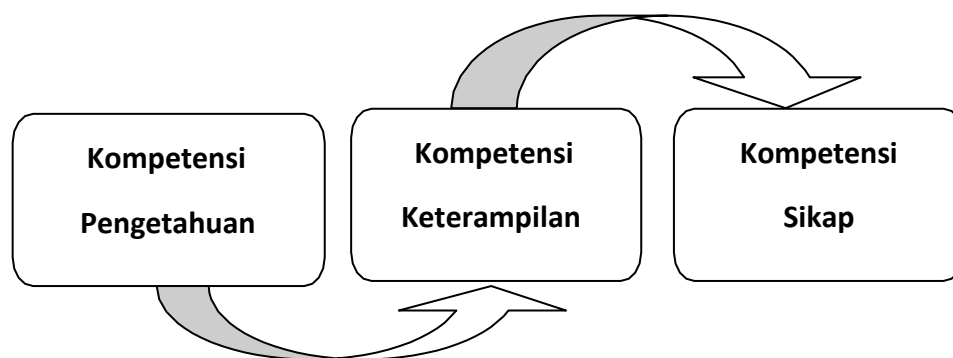 Kompetensi
Pengetahuan
Kompetensi
Keterampilan
Kompetensi
Sikap